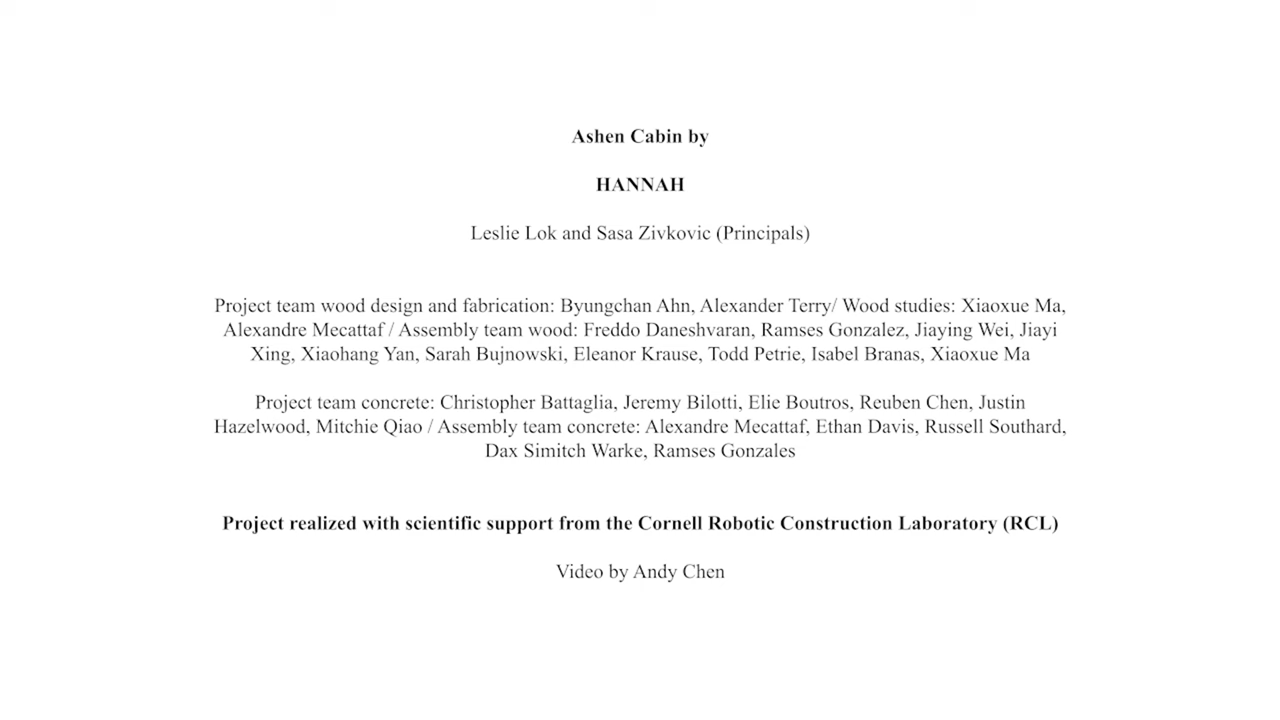 Ashen Cabin by
HANNAH
Leslie Lok and Sasa Zivkovic (Principals)
Project team wood design and fabrication: Byungchan Ahn, Alexander Terry/ Wood studies: Xiaoxue Ma,
Alexandre Mecattaf / Assembly team wood: Freddo Daneshvaran, Ramses Gonzalez, Jiaying Wei, Jiayi
Xing, Xiaohang Yan, Sarah Bujnowski, Eleanor Krause, Todd Petrie, Isabel Branas, Xiaoxue Ma
Project team concrete: Christopher Battaglia, Jeremy Bilotti, Elie Boutros, Reuben Chen, Justin
Hazelwood, Mitchie Qiao / Assembly team concrete: Alexandre Mecattaf, Ethan Davis, Russell Southard,
Dax Simitch Warke, Ramses Gonzales
Project realized with scientific support from the Cornell Robotic Construction Laboratory (RCL)
Video by Andy Chen